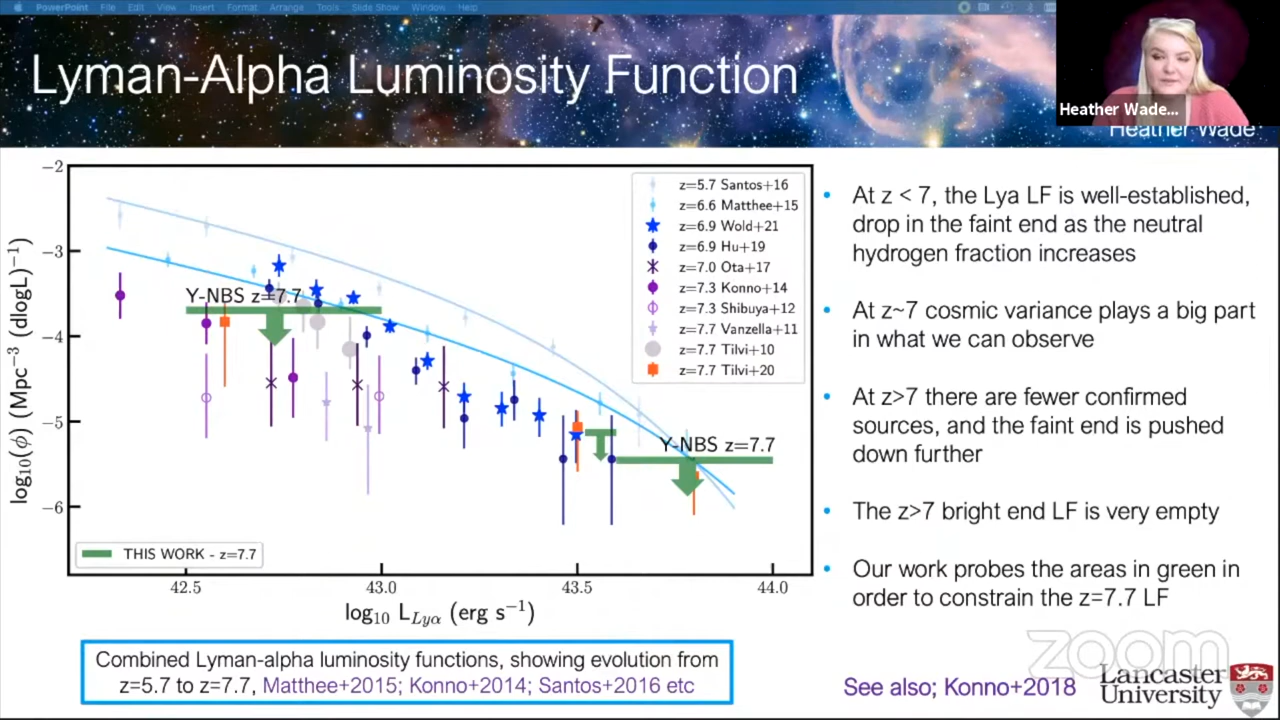 PowerPoint File Edit View Insert Format Arrange Tools Slide Show Window Help
Lyman-Alpha Luminosity Function
Heather Wade...
Heather Wade
−2
−3
−4
−5
−6
log10(ϕ) (Mpc⁻³ (dlogL)⁻¹)
z=5.7 Santos+16
z=6.6 Matthee+15
z=6.9 Wold+21
z=6.9 Hu+19
z=7.0 Ota+17
z=7.3 Konno+14
z=7.3 Shibuya+12
z=7.7 Vanzella+11
z=7.7 Tilvi+10
z=7.7 Tilvi+20
Y-NBS z=7.7
Y-NBS z=7.7
THIS WORK - z=7.7
42.5 43.0 43.5 44.0
log10 LLyα (erg s⁻¹)
• At z < 7, the Lya LF is well-established,
drop in the faint end as the neutral
hydrogen fraction increases
• At z~7 cosmic variance plays a big part
in what we can observe
• At z>7 there are fewer confirmed
sources, and the faint end is pushed
down further
• The z>7 bright end LF is very empty
• Our work probes the areas in green in
order to constrain the z=7.7 LF
Combined Lyman-alpha luminosity functions, showing evolution from
z=5.7 to z=7.7, Matthee+2015; Konno+2014; Santos+2016 etc
See also; Konno+2018
zoom
Lancaster
University